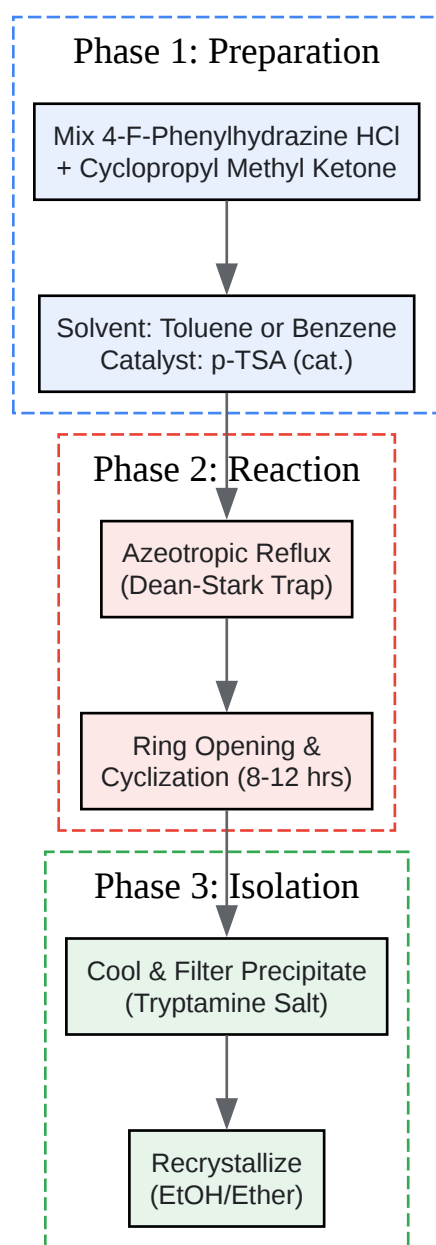 Phase 1: Preparation
Mix 4-F-Phenylhydrazine HCl
+ Cyclopropyl Methyl Ketone
Solvent: Toluene or Benzene
Catalyst: p-TSA (cat.)
Phase 2: Reaction
Azeotropic Reflux
(Dean-Stark Trap)
Ring Opening &
Cyclization (8-12 hrs)
Phase 3: Isolation
Cool & Filter Precipitate
(Tryptamine Salt)
Recrystallize
(EtOH/Ether)